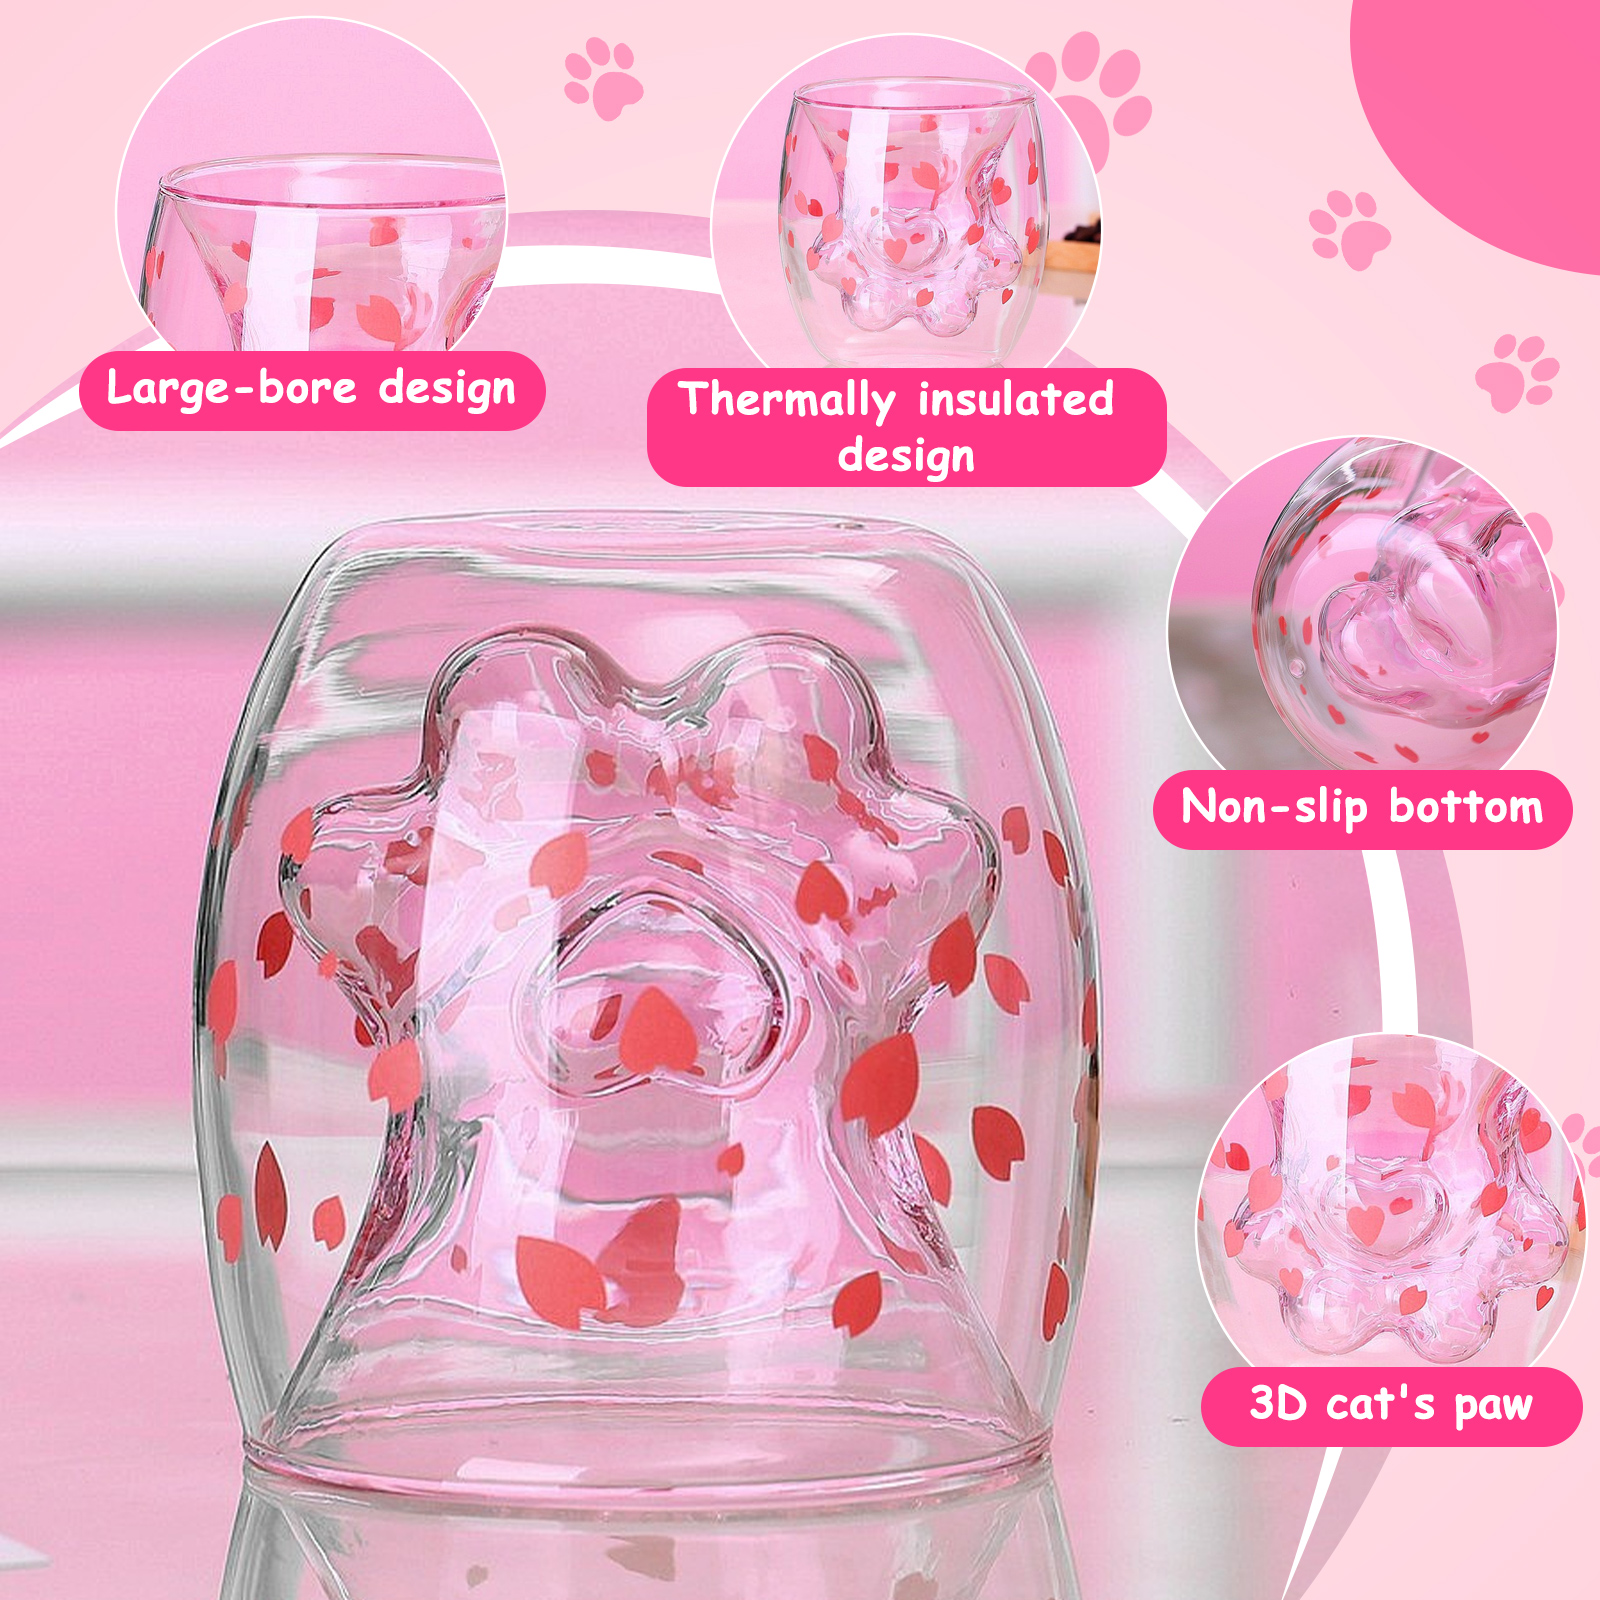 Large-bore design
Thermally insulated
design
Non-slip bottom
3D cat's paw